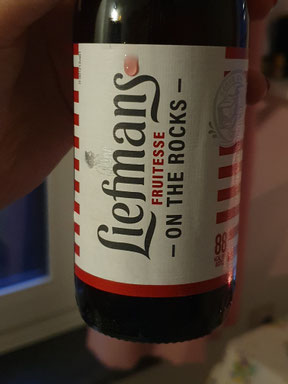 Liefmans
FRUITESSE
– ON THE ROCKS –